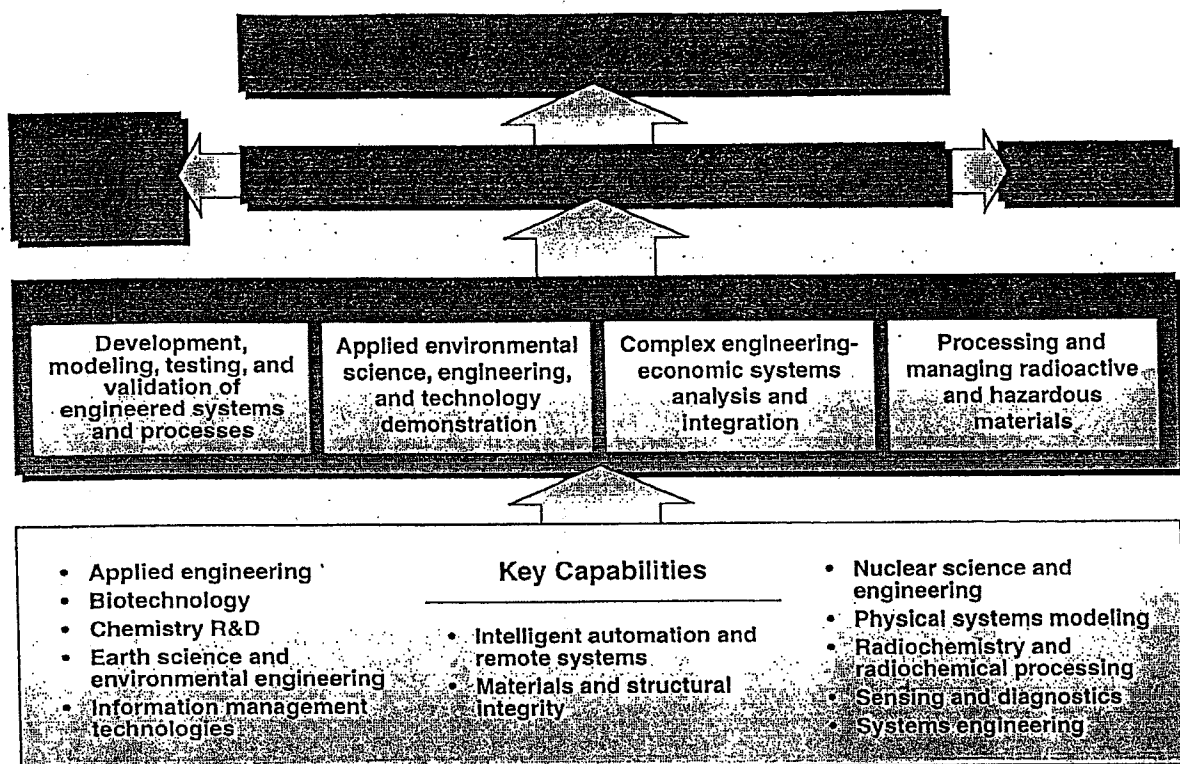 Development,
modeling, testing, and
validation of
engineered systems
and processes
Applied environmental
science, engineering,
and technology
demonstration
Complex engineering-
economic systems
analysis and
integration
Processing and
managing radioactive
and hazardous
materials
Key Capabilities
• Applied engineering
• Biotechnology
• Chemistry R&D
• Earth science and
environmental engineering
• Information management
technologies
• Intelligent automation and
remote systems
• Materials and structural
integrity
• Nuclear science and
engineering
• Physical systems modeling
• Radiochemistry and
radiochemical processing
• Sensing and diagnostics
• Systems engineering